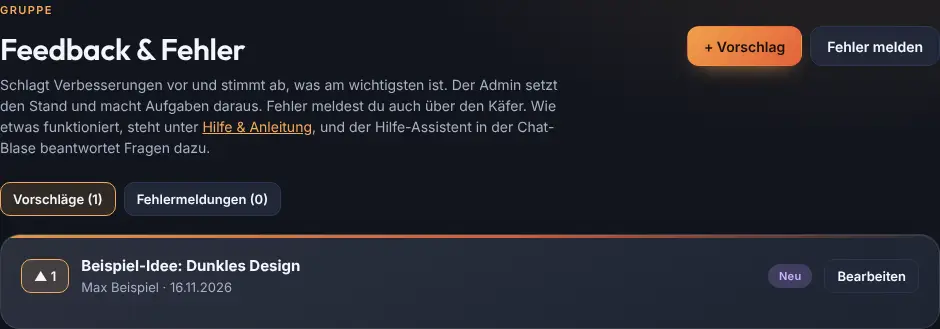 GRUPPE
Feedback & Fehler
+ Vorschlag
Fehler melden
Schlagt Verbesserungen vor und stimmt ab, was am wichtigsten ist. Der Admin setzt
den Stand und macht Aufgaben daraus. Fehler meldest du auch über den Käfer. Wie
etwas funktioniert, steht unter Hilfe & Anleitung, und der Hilfe-Assistent in der Chat-
Blase beantwortet Fragen dazu.
Vorschläge (1)
Fehlermeldungen (0)
▲ 1
Beispiel-Idee: Dunkles Design
Max Beispiel · 16.11.2026
Neu
Bearbeiten